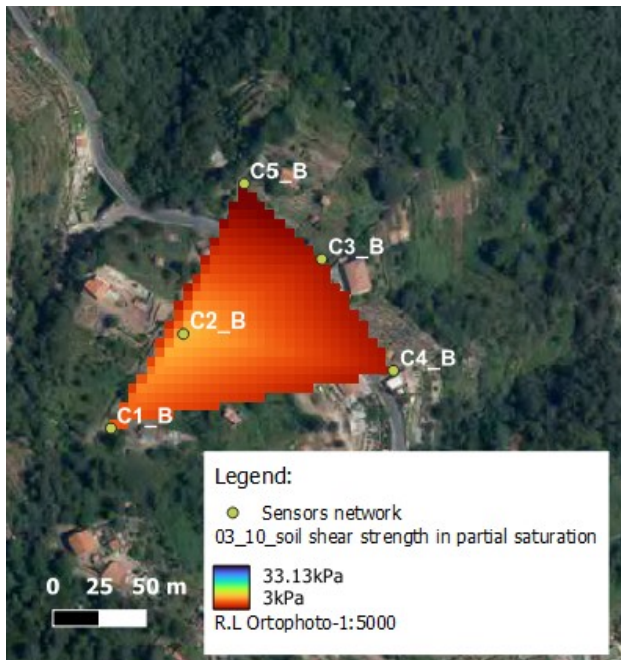 C5_B
C3_B
C2_B
C4_B
C1_B
Legend:
Sensors network
03_10_soil shear strength in partial saturation
0 25 50 m
33.13kPa
3kPa
R.L Ortophoto-1:5000